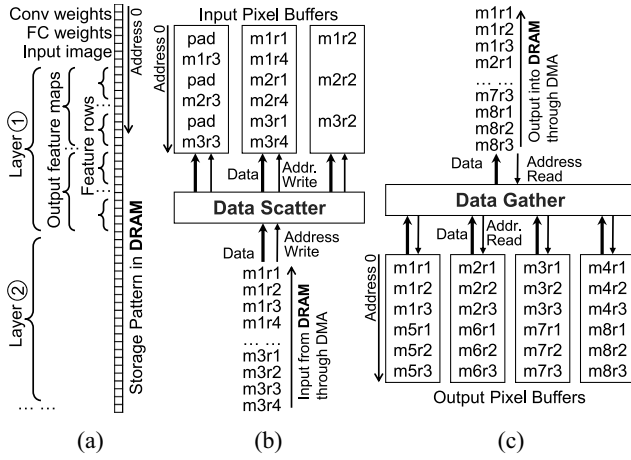 Conv weights
FC weights
Input image
Layer ①
Output feature maps
Feature rows
...
...
...
Layer ②
... ...
Address 0
Storage Pattern in DRAM
(a)
Input Pixel Buffers
Address 0
pad
m1r3
pad
m2r3
pad
m3r3
m1r1
m1r4
m2r1
m2r4
m3r1
m3r4
m1r2
m2r2
m3r2
Data
Addr.
Write
Data Scatter
Data
Address
Write
m1r1
m1r2
m1r3
m1r4
... ...
m3r1
m3r2
m3r3
m3r4
Input from DRAM
through DMA
(b)
m1r1
m1r2
m1r3
m2r1
... ...
m7r3
m8r1
m8r2
m8r3
Output into DRAM
through DMA
Data
Address
Read
Data Gather
Data
Addr.
Read
Address 0
m1r1
m1r2
m1r3
m5r1
m5r2
m5r3
m2r1
m2r2
m2r3
m6r1
m6r2
m6r3
m3r1
m3r2
m3r3
m7r1
m7r2
m7r3
m4r1
m4r2
m4r3
m8r1
m8r2
m8r3
Output Pixel Buffers
(c)